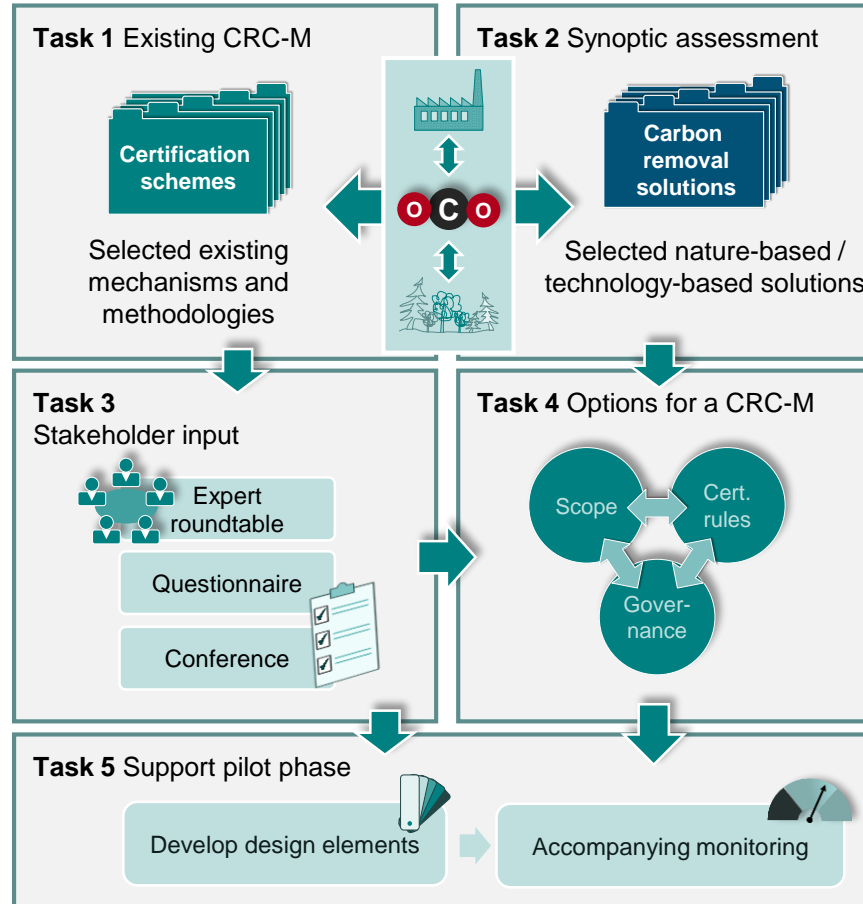 Task 1 Existing CRC-M
Certification
schemes
Selected existing
mechanisms and
methodologies
O C O
Task 2 Synoptic assessment
Carbon
removal
solutions
Selected nature-based /
technology-based solutions
Task 3
Stakeholder input
Expert
roundtable
Questionnaire
Conference
Task 4 Options for a CRC-M
Scope
Cert.
rules
Gover-
nance
Task 5 Support pilot phase
Develop design elements
Accompanying monitoring